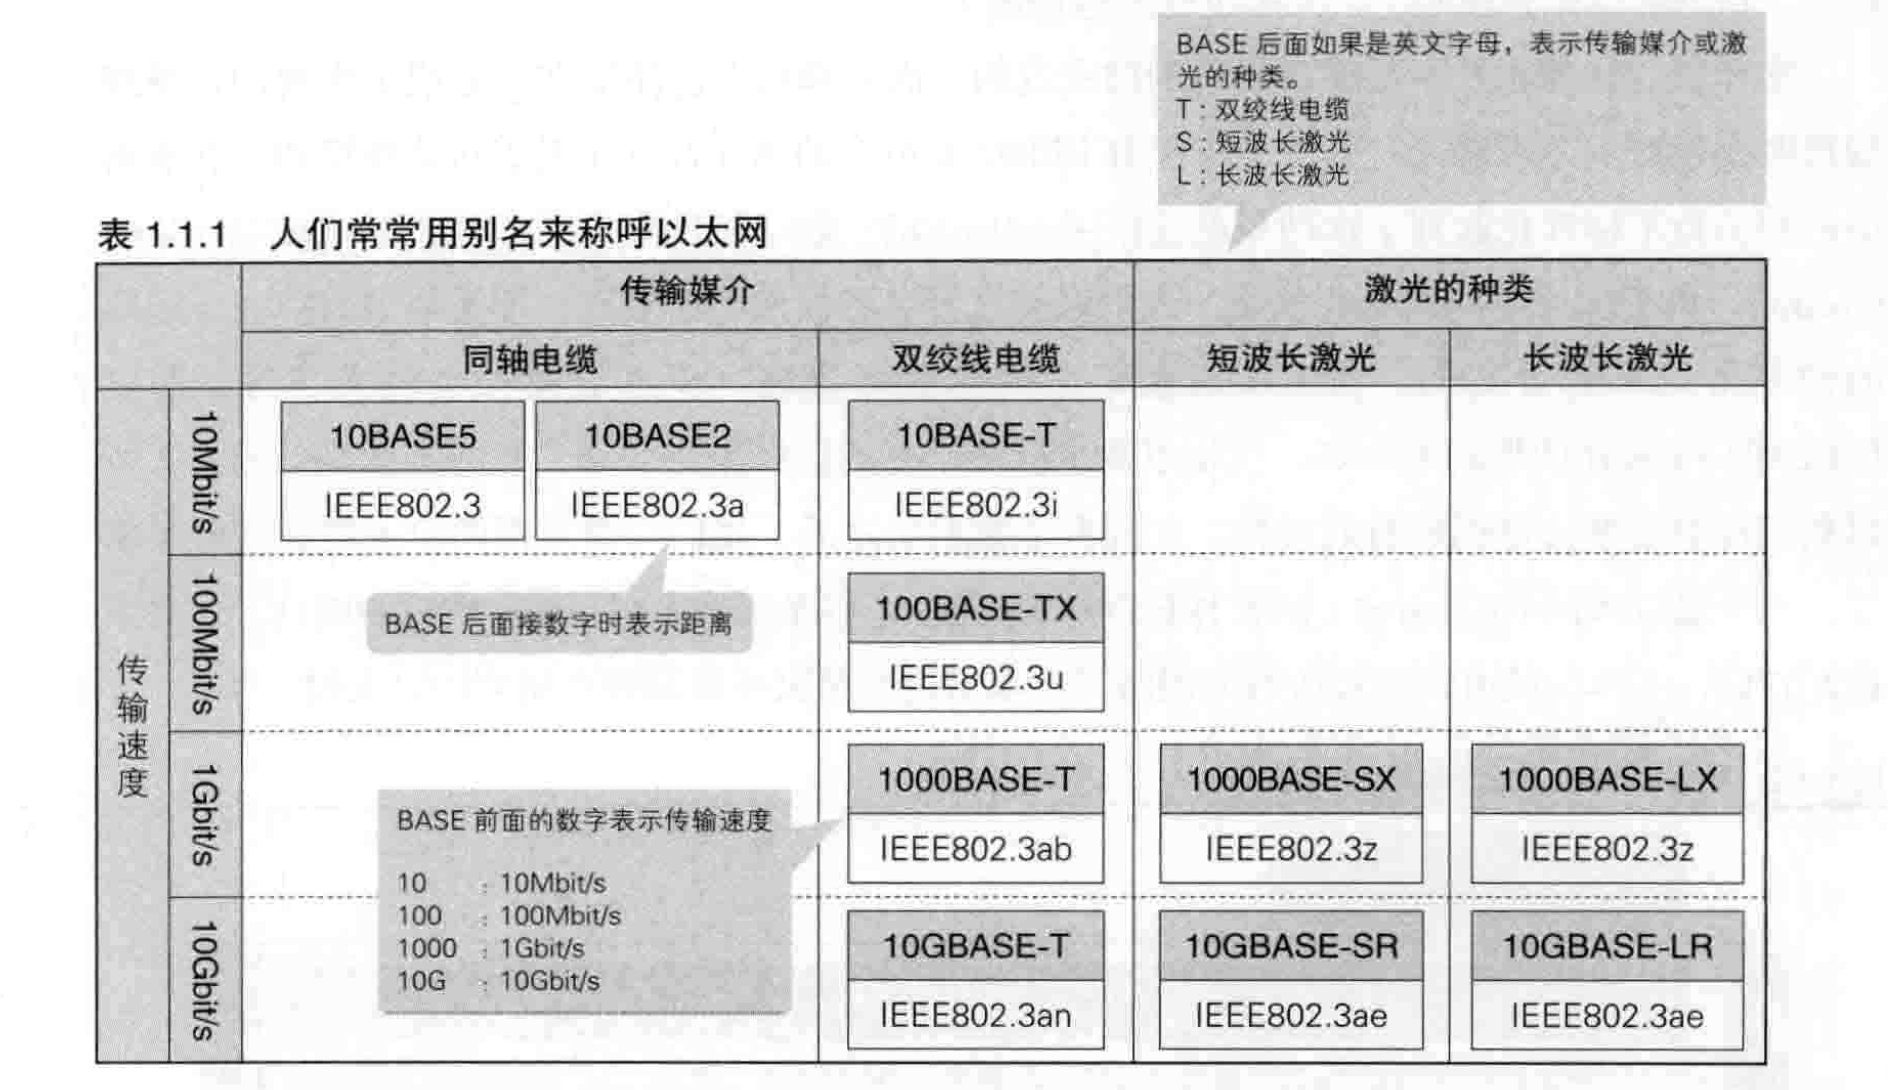 BASE 后面如果是英文字母，表示传输媒介或激
光的种类。
T : 双绞线电缆
S : 短波长激光
L : 长波长激光
表 1.1.1 人们常常用别名来称呼以太网
传输媒介 激光的种类
同轴电缆 双绞线电缆 短波长激光 长波长激光
传输速度
10Mbit/s
10BASE5 10BASE2 10BASE-T
IEEE802.3 IEEE802.3a IEEE802.3i
BASE 后面接数字时表示距离
100Mbit/s
100BASE-TX
IEEE802.3u
1Gbit/s
1000BASE-T 1000BASE-SX 1000BASE-LX
IEEE802.3ab IEEE802.3z IEEE802.3z
BASE 前面的数字表示传输速度
10 : 10Mbit/s
100 : 100Mbit/s
1000 : 1Gbit/s
10G : 10Gbit/s
10Gbit/s
10GBASE-T 10GBASE-SR 10GBASE-LR
IEEE802.3an IEEE802.3ae IEEE802.3ae